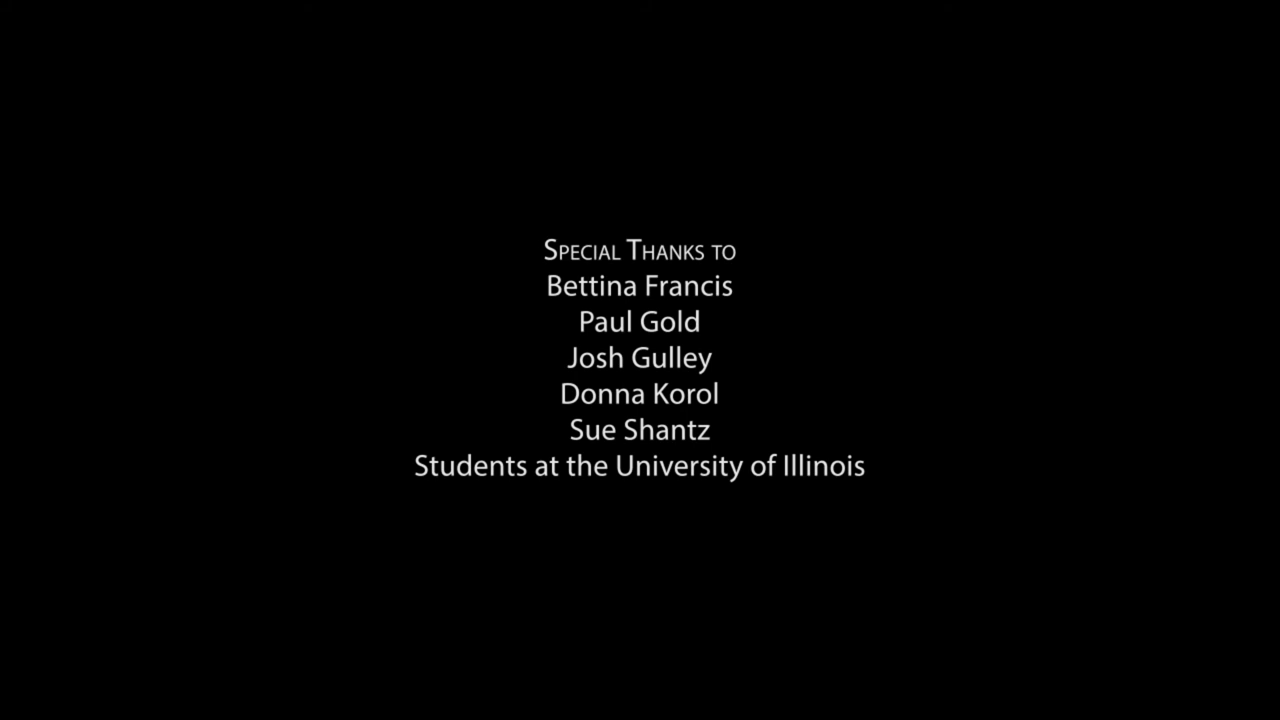 Special Thanks to
Bettina Francis
Paul Gold
Josh Gulley
Donna Korol
Sue Shantz
Students at the University of Illinois